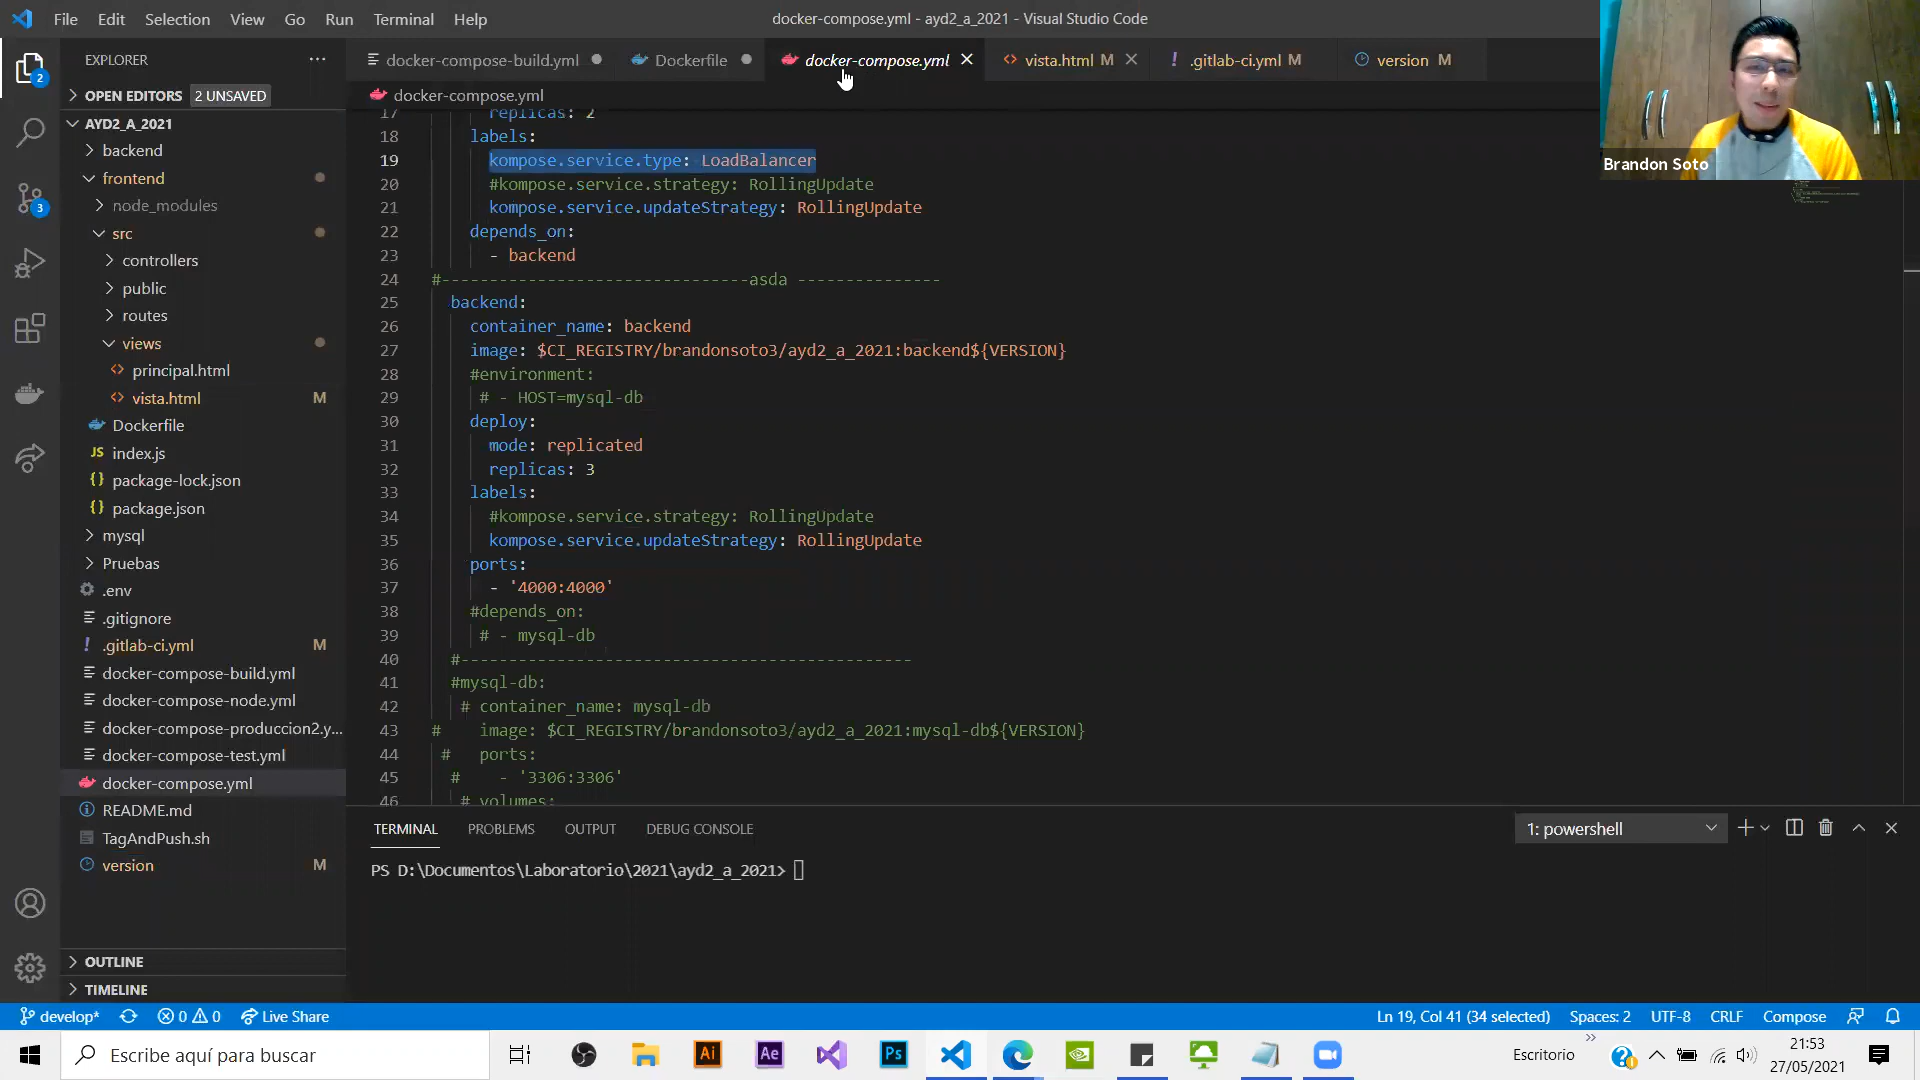 File Edit Selection View Go Run Terminal Help
docker-compose.yml - ayd2_a_2021 - Visual Studio Code
EXPLORER
OPEN EDITORS 2 UNSAVED
AYD2_A_2021
backend
frontend
node_modules
src
controllers
public
routes
views
<> principal.html
<> vista.html M
Dockerfile
JS index.js
{} package-lock.json
{} package.json
mysql
Pruebas
.env
.gitignore
! .gitlab-ci.yml M
docker-compose-build.yml
docker-compose-node.yml
docker-compose-produccion2.y...
docker-compose-test.yml
docker-compose.yml
README.md
TagAndPush.sh
version M
OUTLINE
TIMELINE
2
3
docker-compose-build.yml
Dockerfile
docker-compose.yml
<> vista.html M
! .gitlab-ci.yml M
version M
docker-compose.yml
17 replicas: 2
18 labels:
19 kompose.service.type: LoadBalancer
20 #kompose.service.strategy: RollingUpdate
21 kompose.service.updateStrategy: RollingUpdate
22 depends_on:
23 - backend
24 #--------------------------------asda ---------------
25 backend:
26 container_name: backend
27 image: $CI_REGISTRY/brandonsoto3/ayd2_a_2021:backend${VERSION}
28 #environment:
29 # - HOST=mysql-db
30 deploy:
31 mode: replicated
32 replicas: 3
33 labels:
34 #kompose.service.strategy: RollingUpdate
35 kompose.service.updateStrategy: RollingUpdate
36 ports:
37 - '4000:4000'
38 #depends_on:
39 # - mysql-db
40 #-----------------------------------------------
41 #mysql-db:
42 # container_name: mysql-db
43 # image: $CI_REGISTRY/brandonsoto3/ayd2_a_2021:mysql-db${VERSION}
44 # ports:
45 # - '3306:3306'
46 # volumes:
Brandon Soto
TERMINAL PROBLEMS OUTPUT DEBUG CONSOLE
1: powershell
PS D:\Documentos\Laboratorio\2021\ayd2_a_2021>
develop* 0 0 Live Share
Ln 19, Col 41 (34 selected) Spaces: 2 UTF-8 CRLF Compose
Escribe aquí para buscar
Ai Ae Ps
Escritorio
21:53
27/05/2021